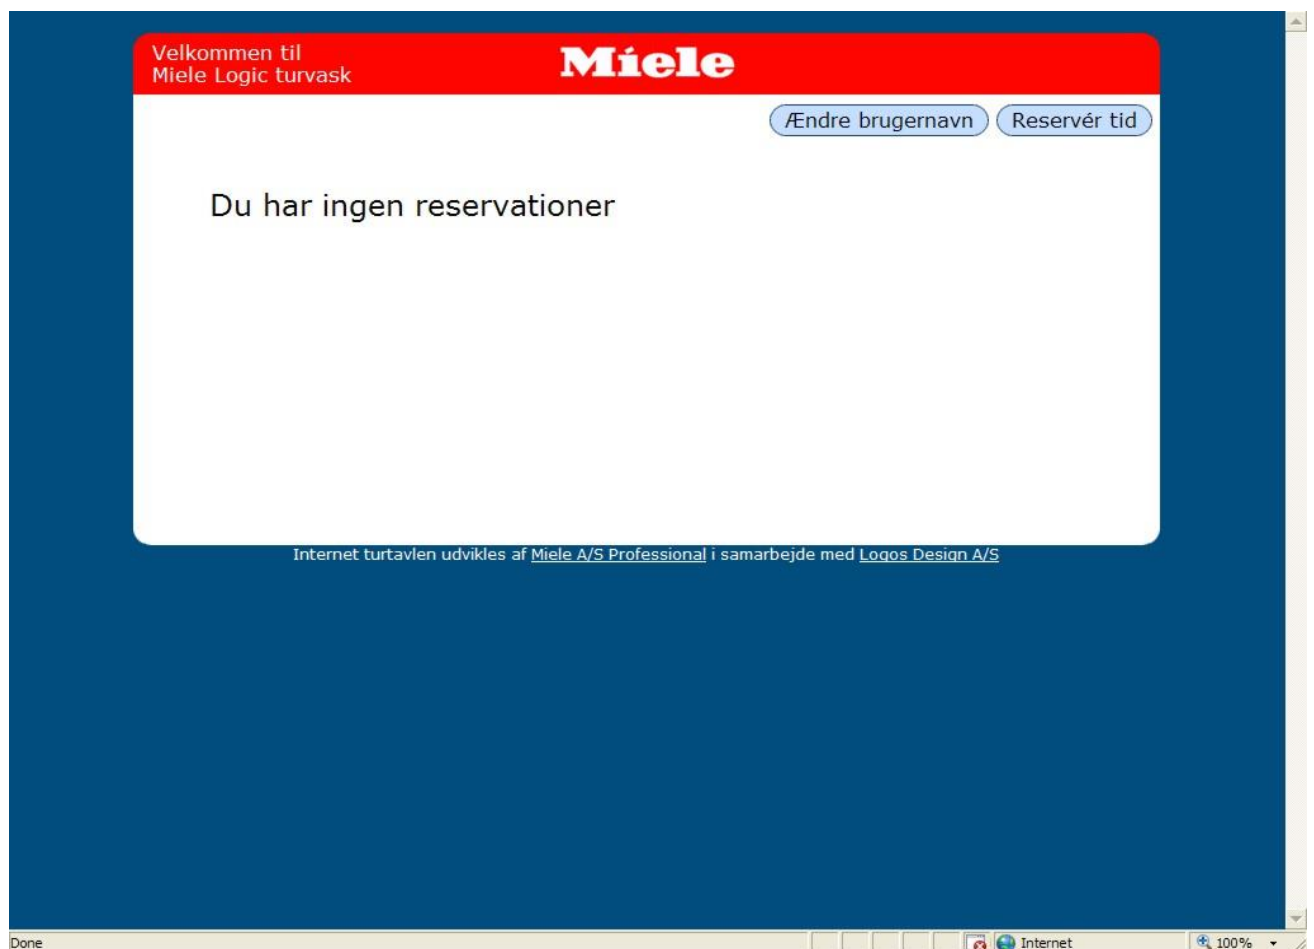 Velkommen til
Miele Logic turvask
Miele
Ændre brugernavn
Reservér tid
Du har ingen reservationer
Internet turtavlen udvikles af Miele A/S Professional i samarbejde med Logos Design A/S
Done
Internet
100%